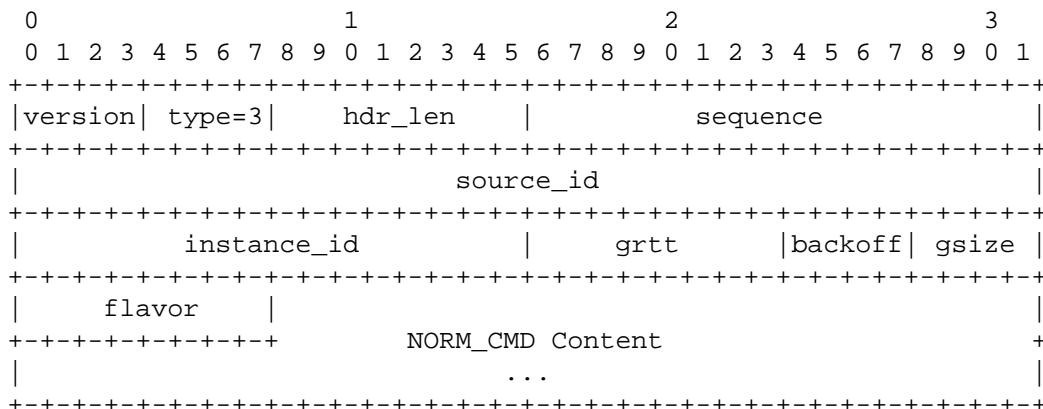 0                   1                   2                   3
 0 1 2 3 4 5 6 7 8 9 0 1 2 3 4 5 6 7 8 9 0 1 2 3 4 5 6 7 8 9 0 1
+-+-+-+-+-+-+-+-+-+-+-+-+-+-+-+-+-+-+-+-+-+-+-+-+-+-+-+-+-+-+-+-+
|version| type=3|    hdr_len    |          sequence             |
+-+-+-+-+-+-+-+-+-+-+-+-+-+-+-+-+-+-+-+-+-+-+-+-+-+-+-+-+-+-+-+-+
|                           source_id                           |
+-+-+-+-+-+-+-+-+-+-+-+-+-+-+-+-+-+-+-+-+-+-+-+-+-+-+-+-+-+-+-+-+
|          instance_id          |     grtt      |backoff| gsize |
+-+-+-+-+-+-+-+-+-+-+-+-+-+-+-+-+-+-+-+-+-+-+-+-+-+-+-+-+-+-+-+-+
|     flavor    |                                               |
+-+-+-+-+-+-+-+-+        NORM_CMD Content                       +
|                              ...                              |
+-+-+-+-+-+-+-+-+-+-+-+-+-+-+-+-+-+-+-+-+-+-+-+-+-+-+-+-+-+-+-+-+